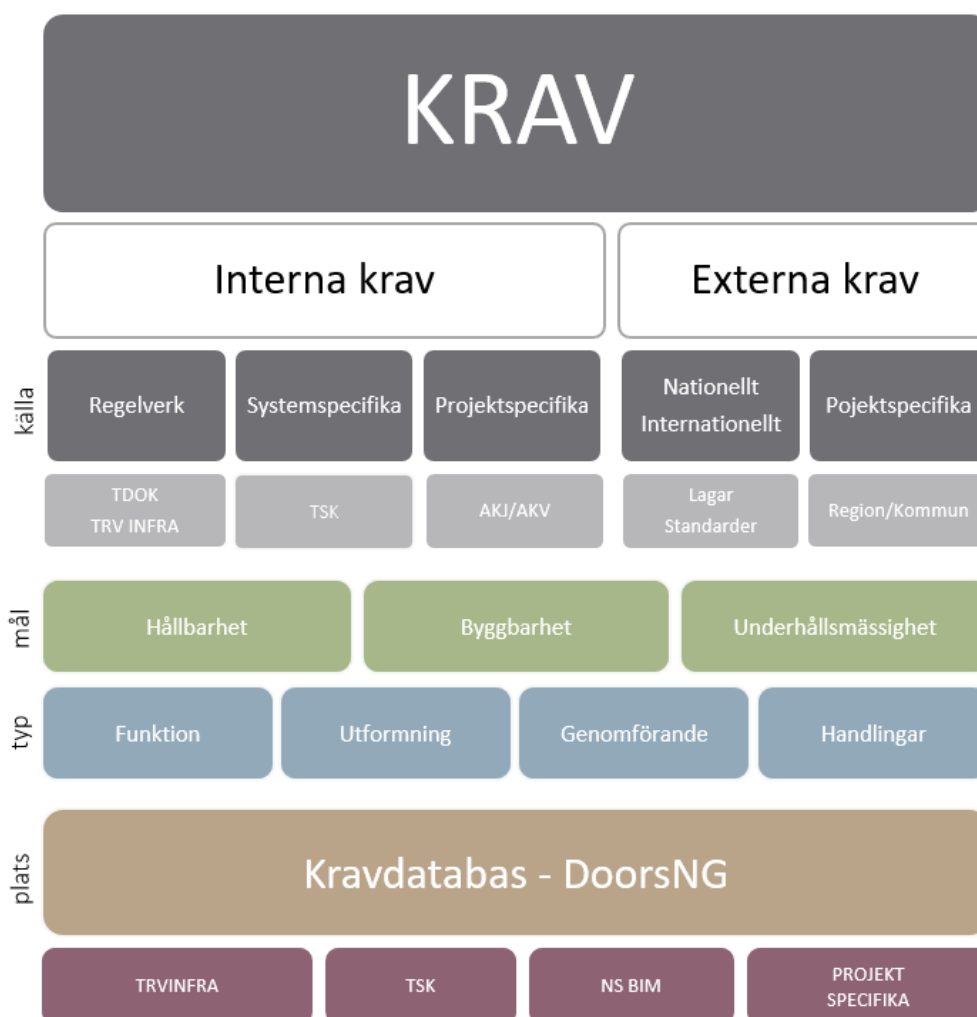 KRAV
Interna krav
Externa krav
källa
Regelverk
Systemspecifika
Projektspecifika
Nationellt
Internationellt
Pojektspecifika
TDOK
TRV INFRA
TSK
AKJ/AKV
Lagar
Standarder
Region/Kommun
mål
Hållbarhet
Byggbarhet
Underhållsmässighet
typ
Funktion
Utformning
Genomförande
Handlingar
plats
Kravdatabas - DoorsNG
TRVINFRA
TSK
NS BIM
PROJEKT
SPECIFIKA